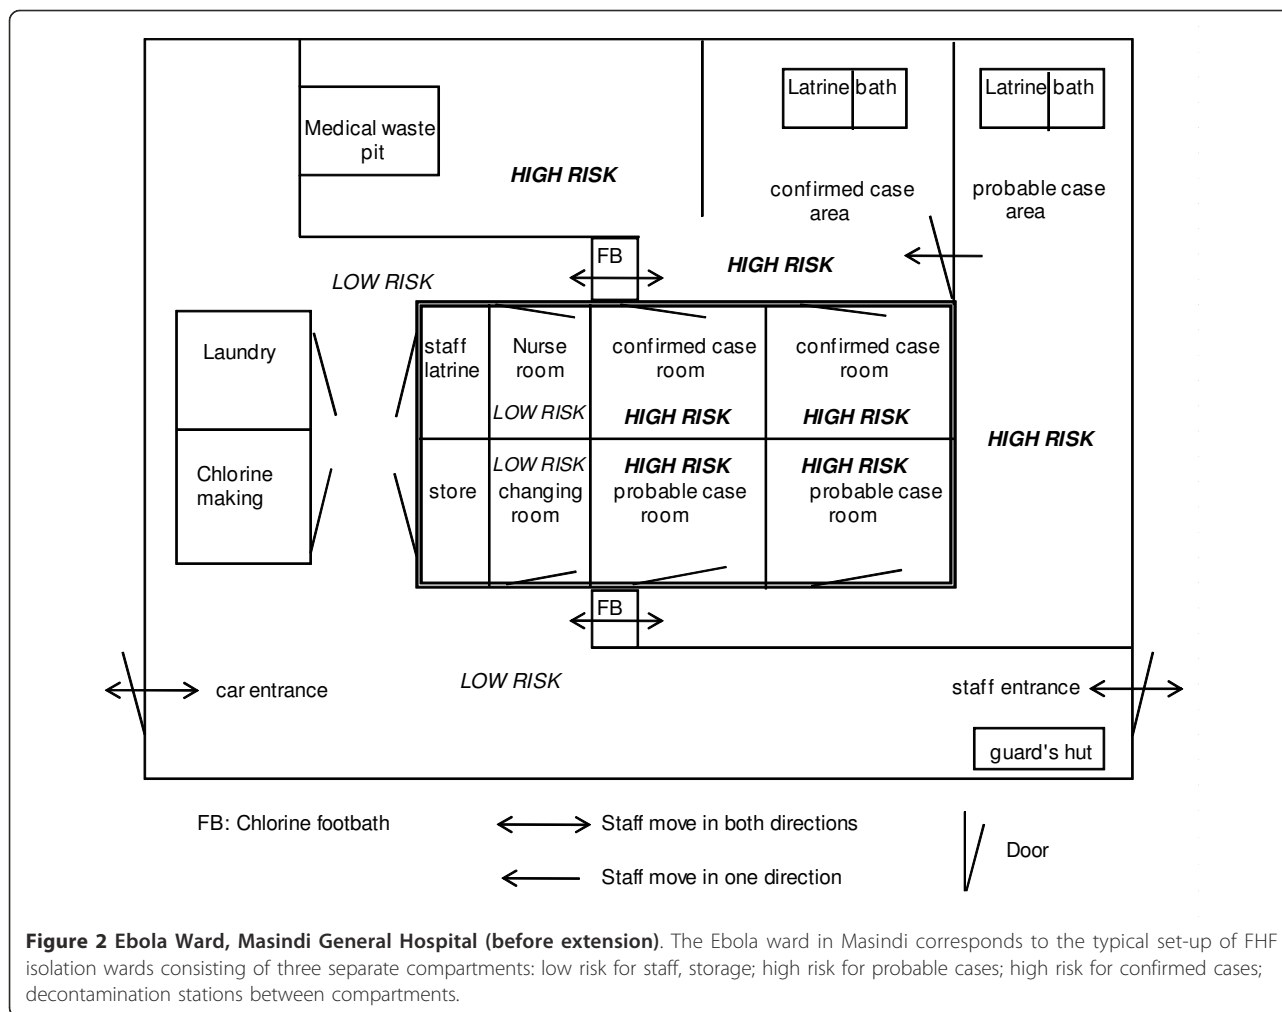 Latrine bath
Latrine bath
Medical waste
pit
HIGH RISK
confirmed case
area
probable case
area
FB
HIGH RISK
LOW RISK
Laundry
staff
latrine
Nurse
room
confirmed case
room
confirmed case
room
LOW RISK
HIGH RISK
HIGH RISK
HIGH RISK
Chlorine
making
store
LOW RISK
changing
room
HIGH RISK
probable case
room
HIGH RISK
probable case
room
FB
car entrance
LOW RISK
staff entrance
guard's hut
FB: Chlorine footbath
Staff move in both directions
Staff move in one direction
Door
Figure 2 Ebola Ward, Masindi General Hospital (before extension). The Ebola ward in Masindi corresponds to the typical set-up of FHF
isolation wards consisting of three separate compartments: low risk for staff, storage; high risk for probable cases; high risk for confirmed cases;
decontamination stations between compartments.